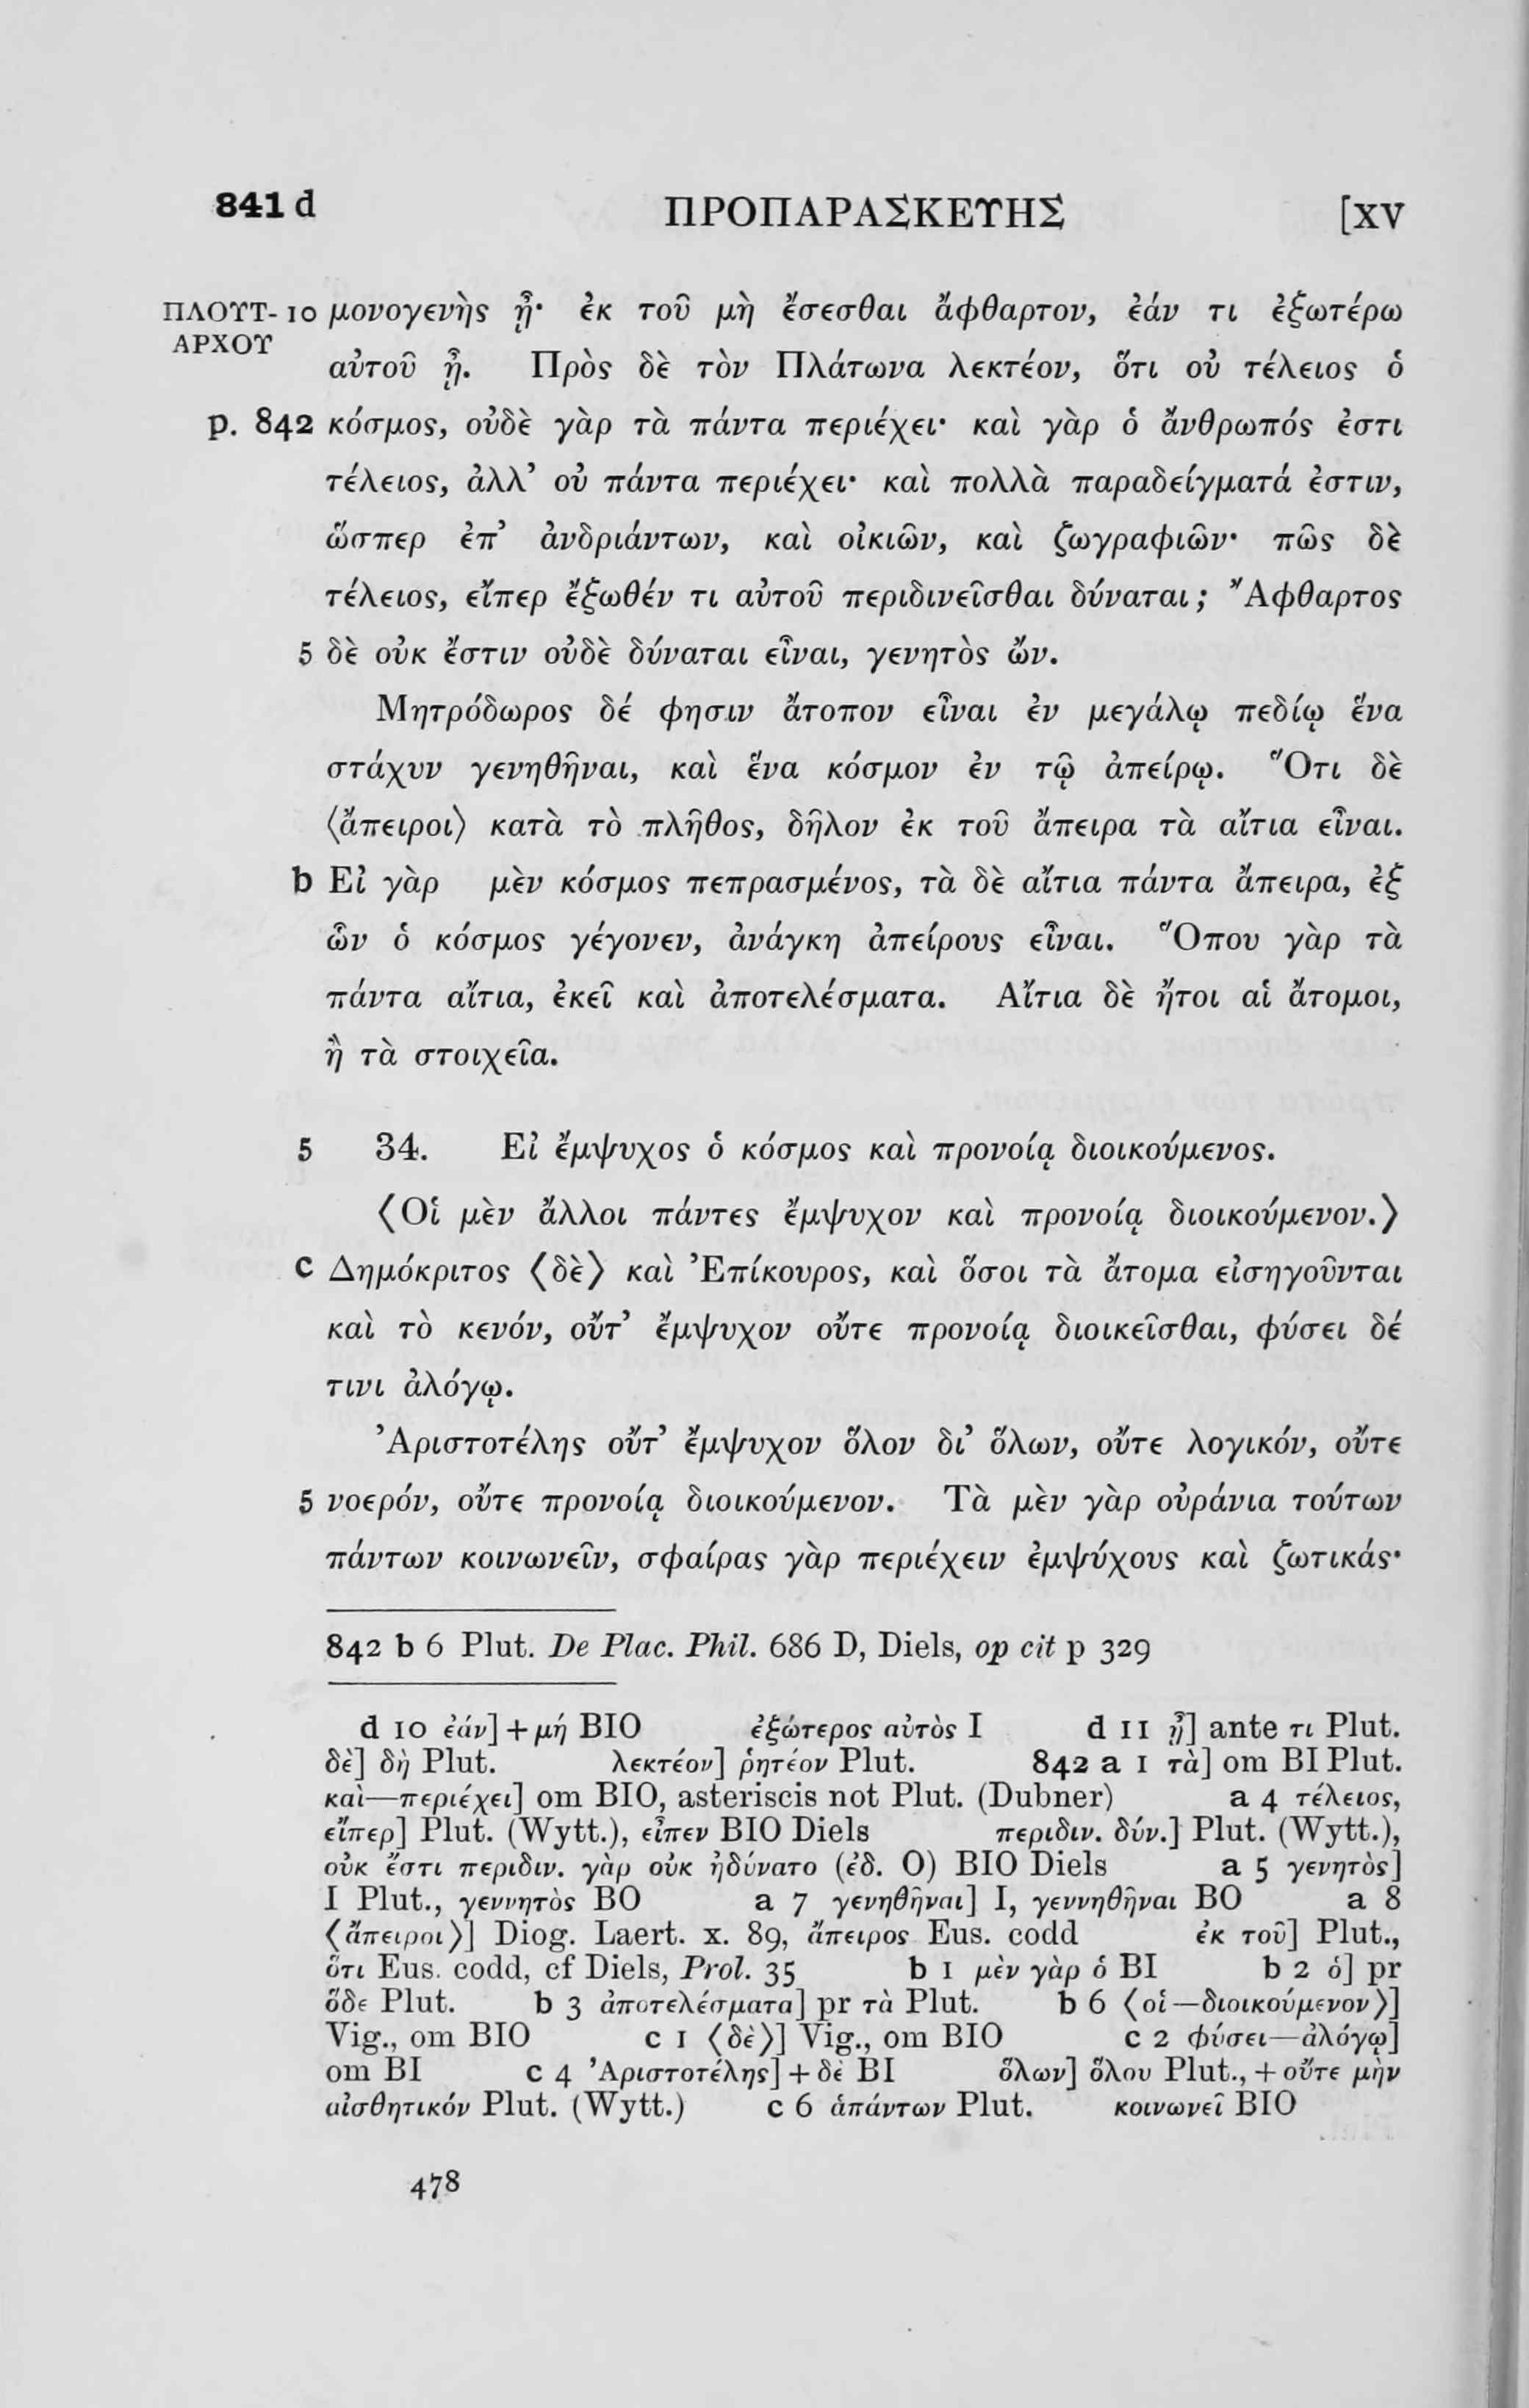 841 d ΠΡΟΠΑΡΑΣΚΕΥΗΣ [XV
ΠΛΟΥΤ- 10 μονογενὴς ᾖ· ἐκ τοῦ μὴ ἔσεσθαι ἄφθαρτον, ἐάν τι ἐξωτέρω
ΑΡΧΟΥ
αὐτοῦ ᾖ. Πρὸς δὲ τὸν Πλάτωνα λεκτέον, ὅτι οὐ τέλειος ὁ
p. 842 κόσμος, οὐδὲ γὰρ τὰ πάντα περιέχει· καὶ γὰρ ὁ ἄνθρωπός ἐστι
τέλειος, ἀλλ’ οὐ πάντα περιέχει· καὶ πολλὰ παραδείγματά ἐστιν,
ὥσπερ ἐπ’ ἀνδριάντων, καὶ οἰκιῶν, καὶ ζωγραφιῶν· πῶς δὲ
τέλειος, εἴπερ ἔξωθέν τι αὐτοῦ περιδινεῖσθαι δύναται; Ἄφθαρτος
5 δὲ οὐκ ἔστιν οὐδὲ δύναται εἶναι, γενητὸς ὤν.
Μητρόδωρος δέ φησιν ἄτοπον εἶναι ἐν μεγάλῳ πεδίῳ ἕνα
στάχυν γενηθῆναι, καὶ ἕνα κόσμον ἐν τῷ ἀπείρῳ. Ὅτι δὲ
⟨ἄπειροι⟩ κατὰ τὸ πλῆθος, δῆλον ἐκ τοῦ ἄπειρα τὰ αἴτια εἶναι.
b Εἰ γὰρ μὲν κόσμος πεπρασμένος, τὰ δὲ αἴτια πάντα ἄπειρα, ἐξ
ὧν ὁ κόσμος γέγονεν, ἀνάγκη ἀπείρους εἶναι. Ὅπου γὰρ τὰ
πάντα αἴτια, ἐκεῖ καὶ ἀποτελέσματα. Αἴτια δὲ ἤτοι αἱ ἄτομοι,
ἢ τὰ στοιχεῖα.
5 34. Εἰ ἔμψυχος ὁ κόσμος καὶ προνοίᾳ διοικούμενος.
⟨Οἱ μὲν ἄλλοι πάντες ἔμψυχον καὶ προνοίᾳ διοικούμενον.⟩
c Δημόκριτος ⟨δὲ⟩ καὶ Ἐπίκουρος, καὶ ὅσοι τὰ ἄτομα εἰσηγοῦνται
καὶ τὸ κενόν, οὔτ’ ἔμψυχον οὔτε προνοίᾳ διοικεῖσθαι, φύσει δέ
τινι ἀλόγῳ.
Ἀριστοτέλης οὔτ’ ἔμψυχον ὅλον δι’ ὅλων, οὔτε λογικόν, οὔτε
5 νοερόν, οὔτε προνοίᾳ διοικούμενον. Τὰ μὲν γὰρ οὐράνια τούτων
πάντων κοινωνεῖν, σφαίρας γὰρ περιέχειν ἐμψύχους καὶ ζωτικάς·
842 b 6 Plut. De Plac. Phil. 686 D, Diels, op cit p 329
d 10 ἐάν] + μή BIO ἐξώτερος αὐτὸς I d 11 ᾖ] ante τι Plut.
δὲ] δὴ Plut. λεκτέον] ῥητέον Plut. 842 a 1 τὰ] om BI Plut.
καὶ—περιέχει] om BIO, asteriscis not Plut. (Dubner) a 4 τέλειος,
εἴπερ] Plut. (Wytt.), εἶπεν BIO Diels περιδιν. δύν.] Plut. (Wytt.),
οὐκ ἔστι περιδιν. γὰρ οὐκ ἠδύνατο (ἐδ. O) BIO Diels a 5 γενητὸς]
I Plut., γεννητὸς BO a 7 γενηθῆναι] I, γεννηθῆναι BO a 8
⟨ἄπειροι⟩] Diog. Laert. x. 89, ἄπειρος Eus. codd ἐκ τοῦ] Plut.,
ὅτι Eus. codd, cf Diels, Prol. 35 b 1 μὲν γὰρ ὁ BI b 2 ὁ] pr
ὅδε Plut. b 3 ἀποτελέσματα] pr τὰ Plut. b 6 ⟨οἱ—διοικούμενον⟩]
Vig., om BIO c 1 ⟨δὲ⟩] Vig., om BIO c 2 φύσει—ἀλόγῳ]
om BI c 4 Ἀριστοτέλης] + δὲ BI ὅλων] ὅλου Plut., + οὔτε μὴν
αἰσθητικόν Plut. (Wytt.) c 6 ἁπάντων Plut. κοινωνεῖ BIO
478